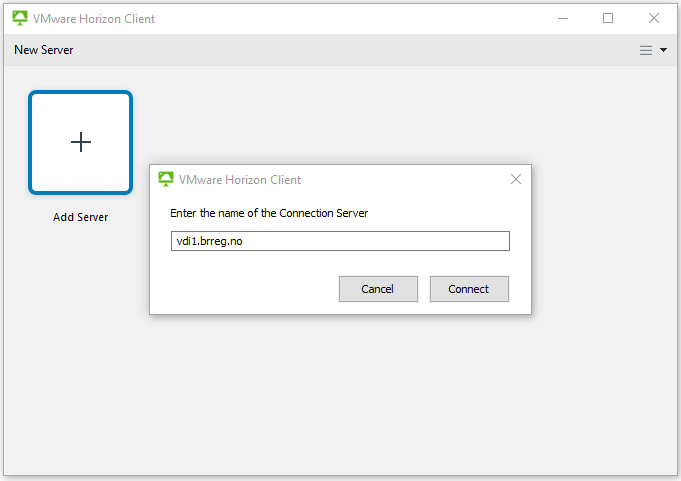 VMware Horizon Client
New Server
Add Server
VMware Horizon Client
Enter the name of the Connection Server
vdi1.brreg.no
Cancel Connect